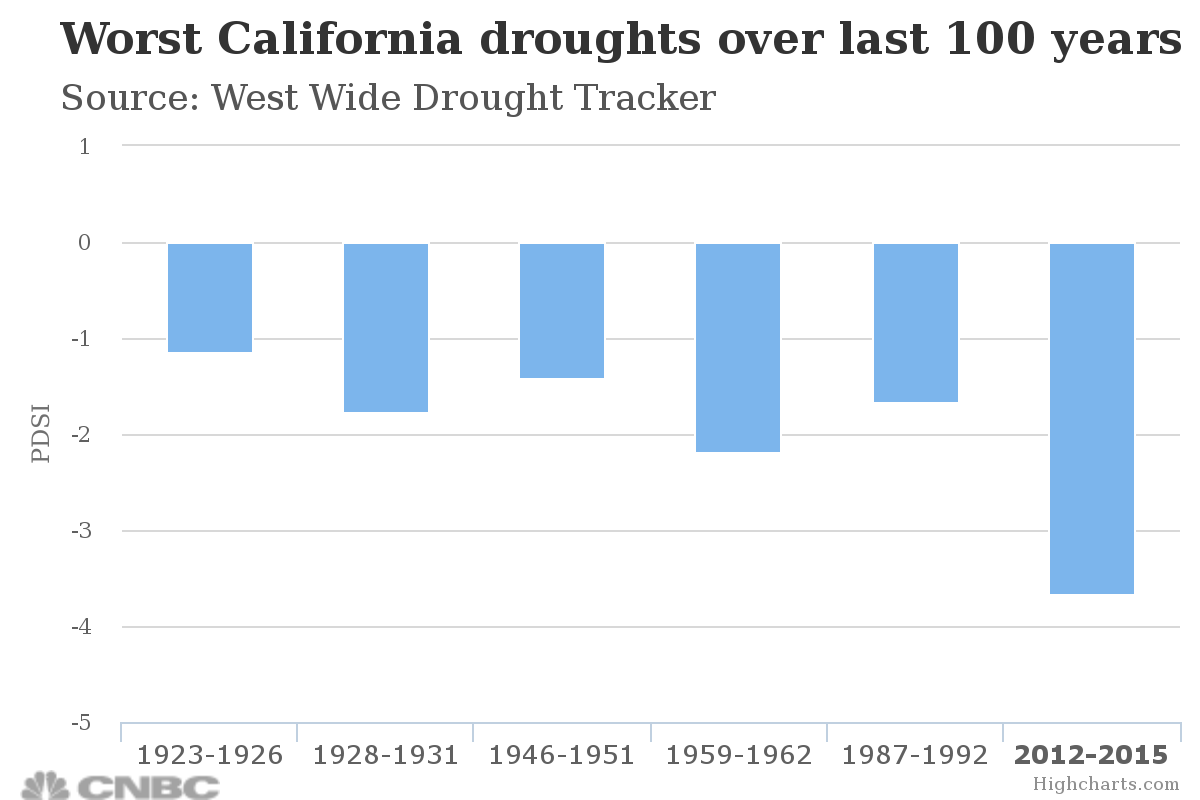 Worst California droughts over last 100 years
Source: West Wide Drought Tracker
1
0
-1
-2
-3
-4
-5
PDSI
1923-1926 1928-1931 1946-1951 1959-1962 1987-1992 2012-2015
CNBC
Highcharts.com